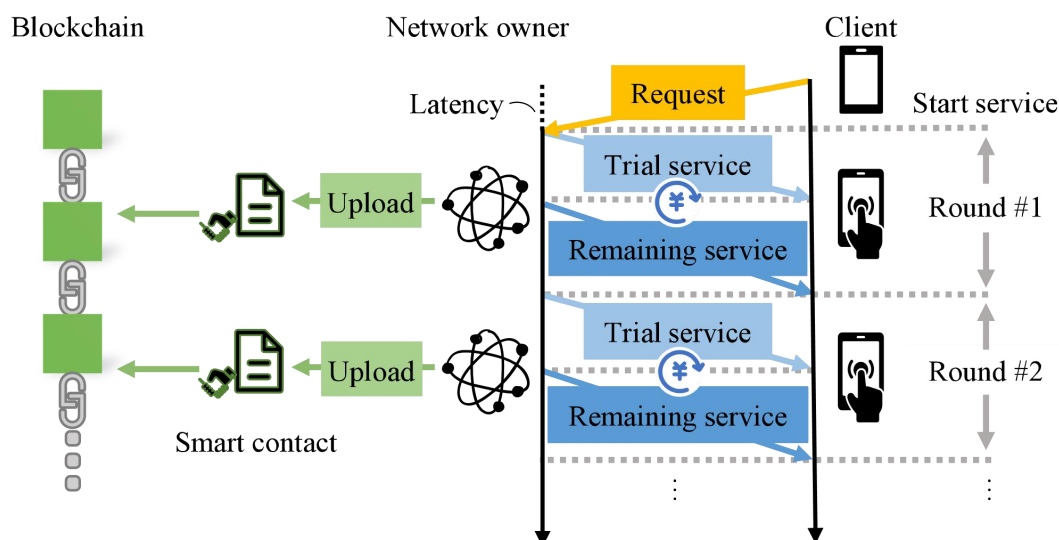 Blockchain
Network owner
Client
Latency
Request
Start service
Trial service
Upload
¥
Round #1
Remaining service
Trial service
Upload
¥
Round #2
Remaining service
Smart contact
⋮
⋮